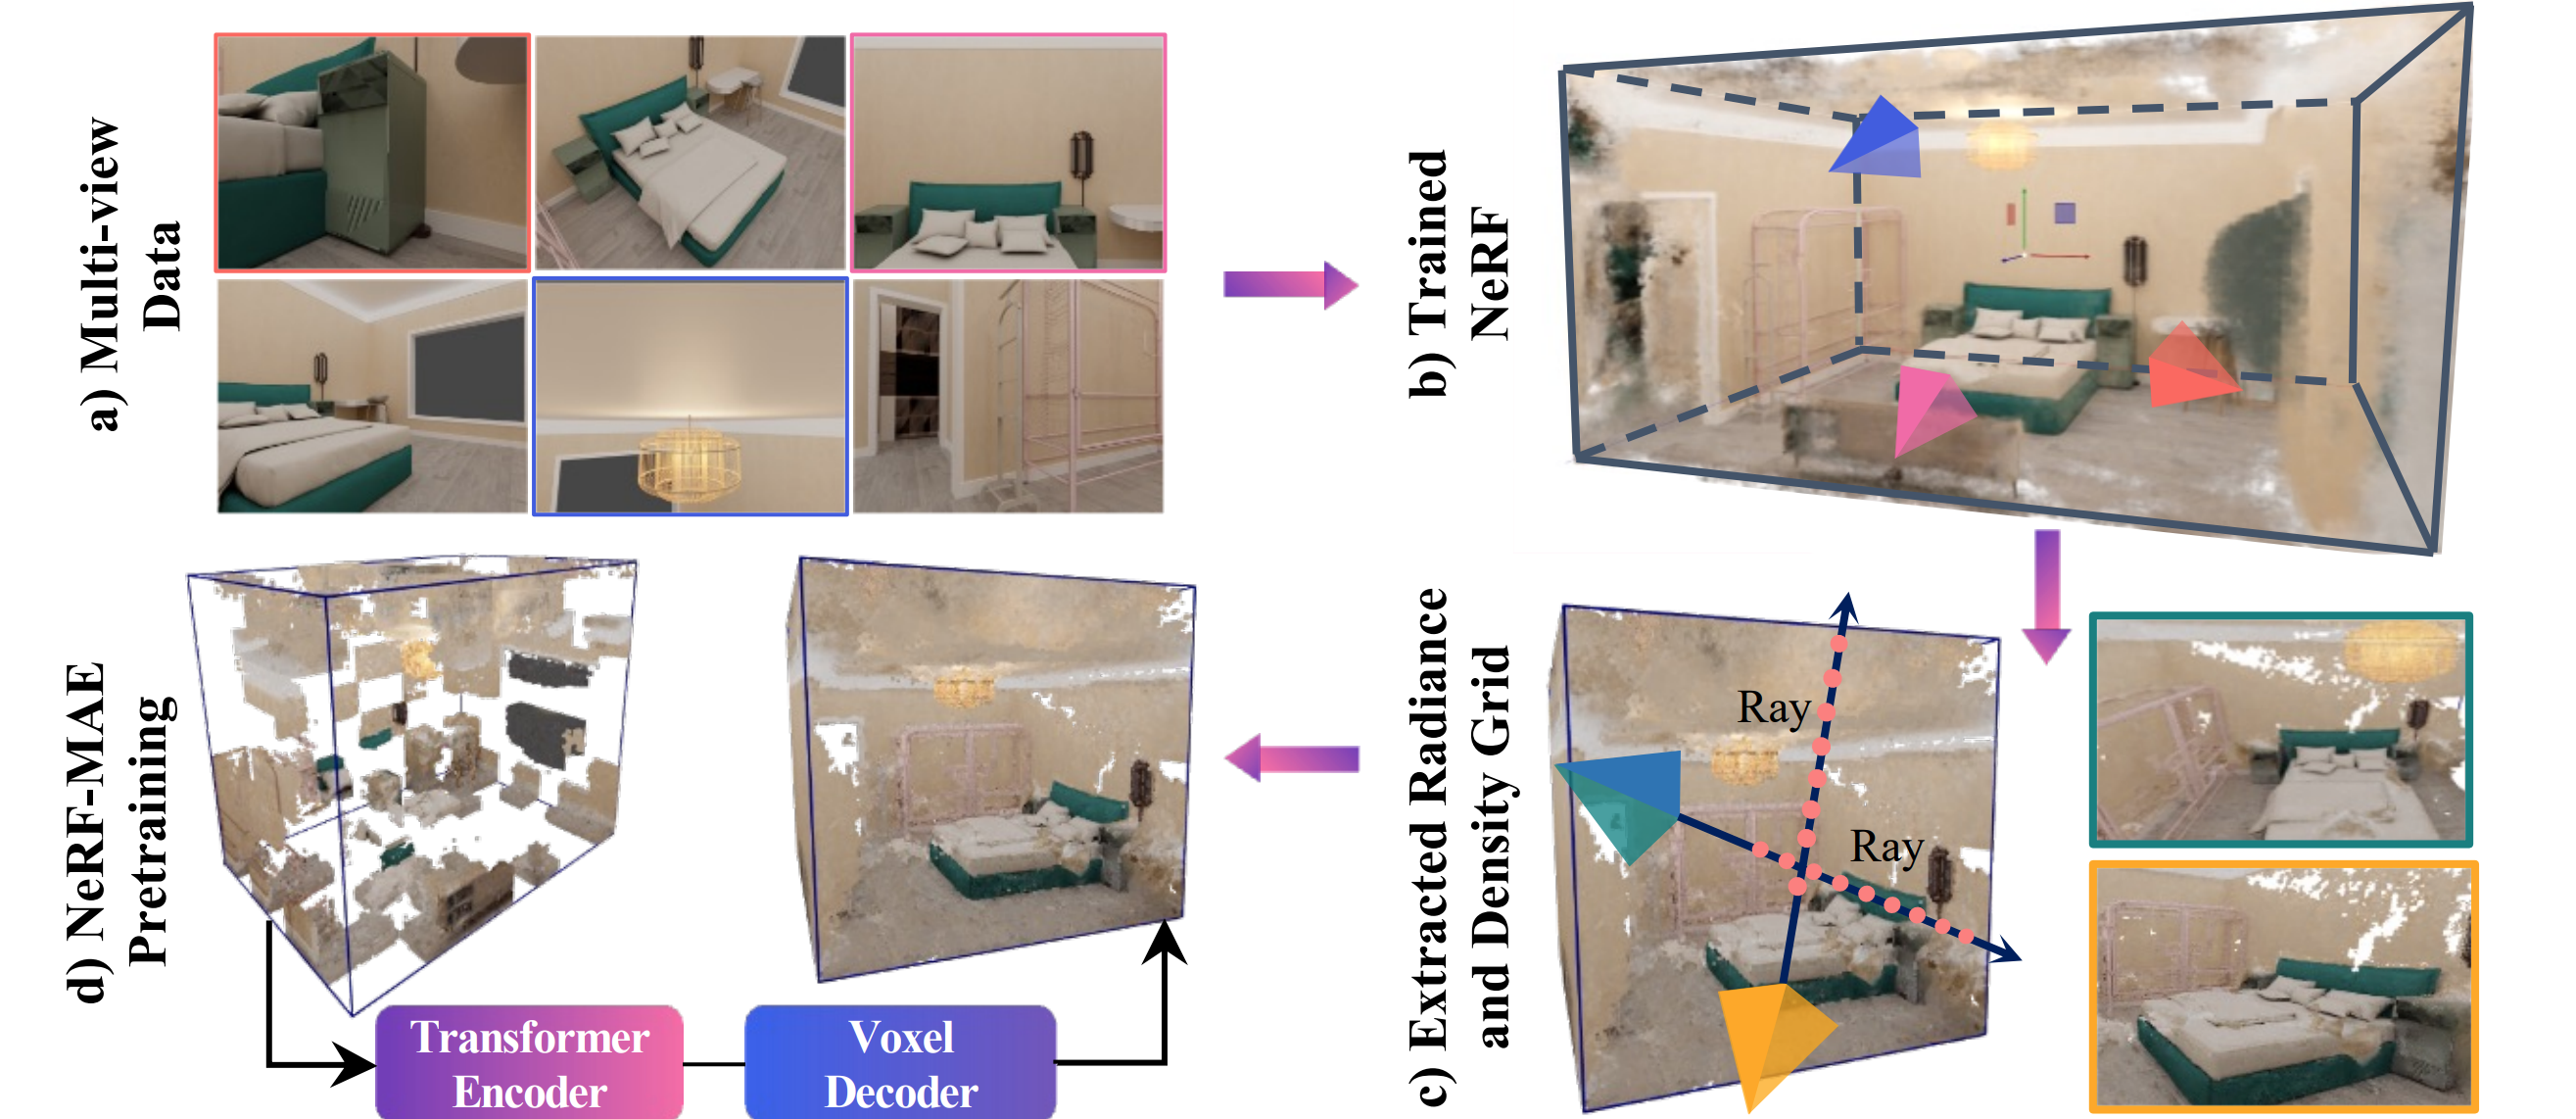 a) Multi-view
Data
b) Trained
NeRF
c) Extracted Radiance
and Density Grid
Ray
Ray
d) NeRF-MAE
Pretraining
Transformer
Encoder
Voxel
Decoder